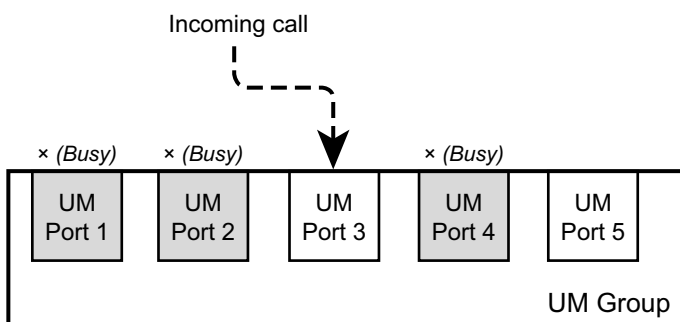 Incoming call
× (Busy)
× (Busy)
× (Busy)
UM
Port 1
UM
Port 2
UM
Port 3
UM
Port 4
UM
Port 5
UM Group